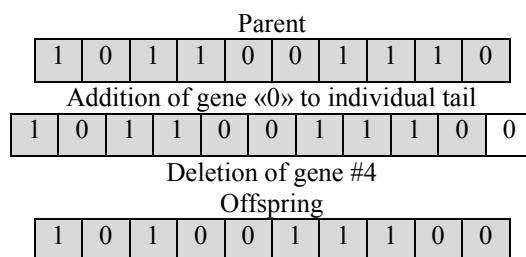 Parent
1 0 1 1 0 0 1 1 1 0
Addition of gene «0» to individual tail
1 0 1 1 0 0 1 1 1 0 0
Deletion of gene #4
Offspring
1 0 1 0 0 1 1 1 0 0